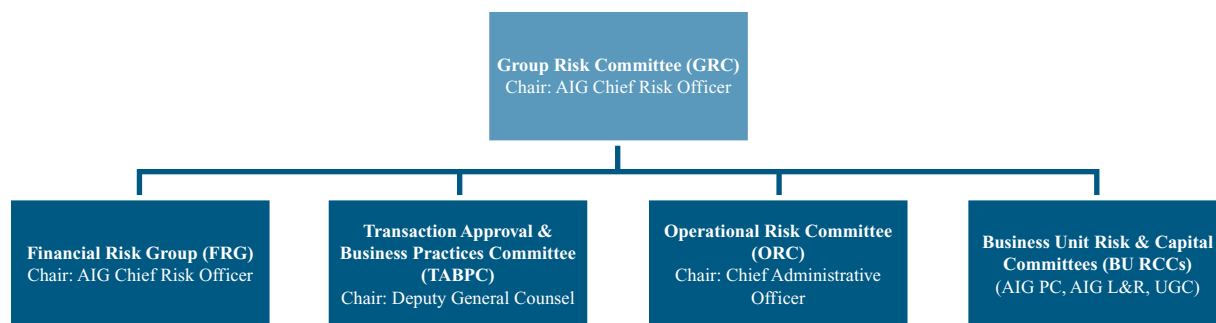 Group Risk Committee (GRC)
Chair: AIG Chief Risk Officer
Financial Risk Group (FRG)
Chair: AIG Chief Risk Officer
Transaction Approval &
Business Practices Committee
(TABPC)
Chair: Deputy General Counsel
Operational Risk Committee
(ORC)
Chair: Chief Administrative
Officer
Business Unit Risk & Capital
Committees (BU RCCs)
(AIG PC, AIG L&R, UGC)